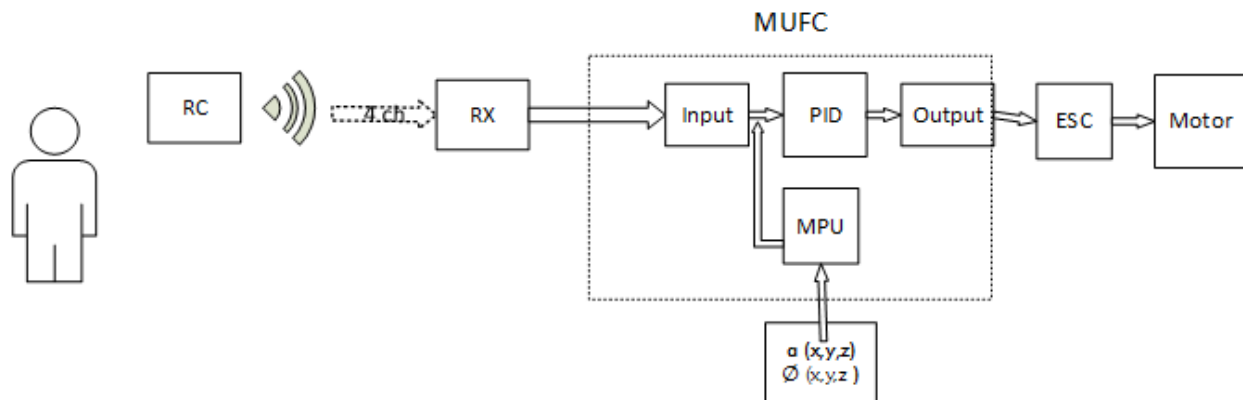 MUFC
RC
4 ch
RX
Input
PID
Output
ESC
Motor
MPU
a (x,y,z)
Ø (x,y,z )